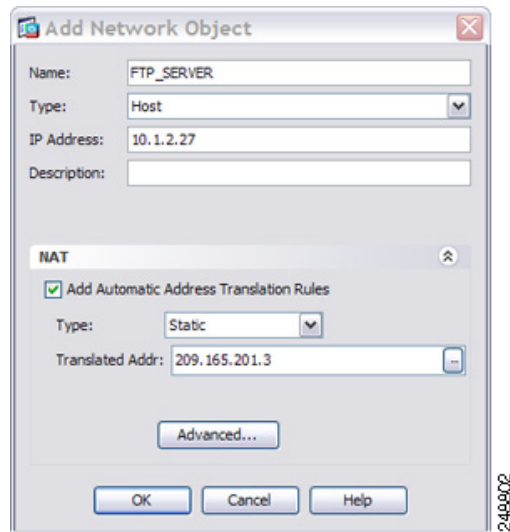 Add Network Object
Name: FTP_SERVER
Type: Host
IP Address: 10.1.2.27
Description:
NAT
Add Automatic Address Translation Rules
Type: Static
Translated Addr: 209.165.201.3 ...
Advanced...
OK Cancel Help
248802